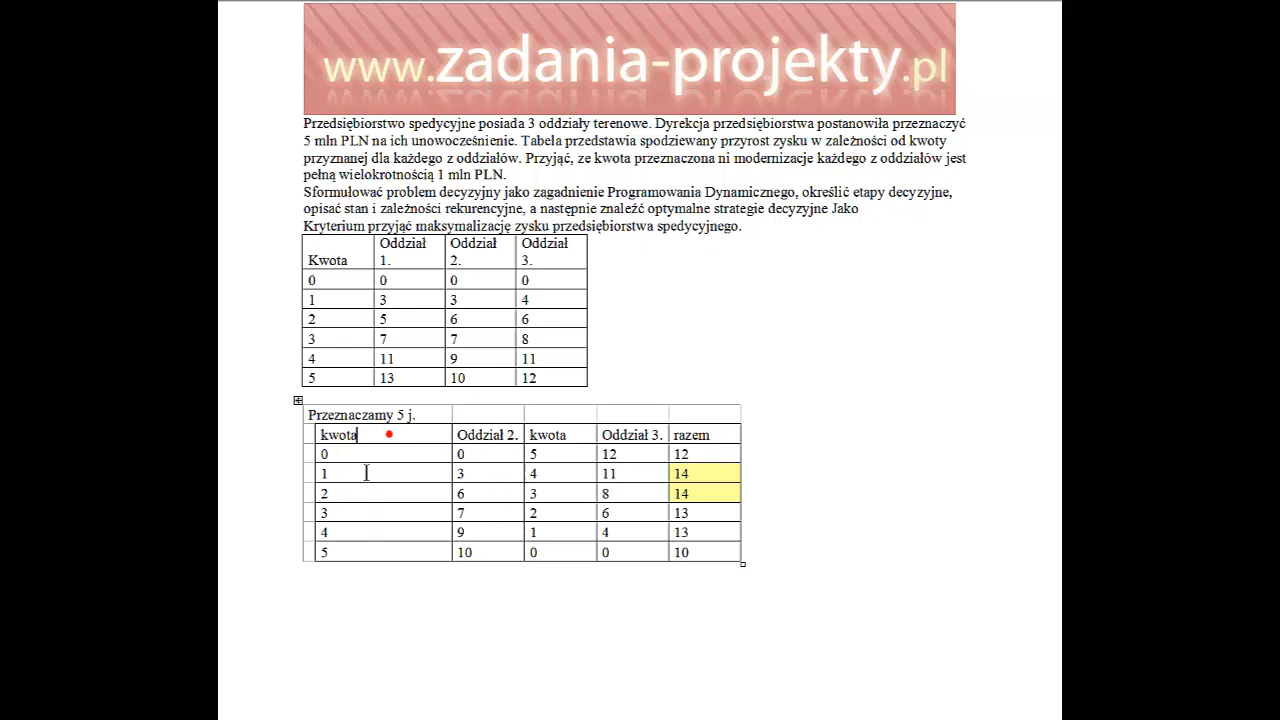 www.zadania-projekty.pl
Przedsiębiorstwo spedycyjne posiada 3 oddziały terenowe. Dyrekcja przedsiębiorstwa postanowiła przeznaczyć
5 mln PLN na ich unowocześnienie. Tabela przedstawia spodziewany przyrost zysku w zależności od kwoty
przyznanej dla każdego z oddziałów. Przyjąć, ze kwota przeznaczona ni modernizacje każdego z oddziałów jest
pełną wielokrotnością 1 mln PLN.
Sformułować problem decyzyjny jako zagadnienie Programowania Dynamicznego, określić etapy decyzyjne,
opisać stan i zależności rekurencyjne, a następnie znaleźć optymalne strategie decyzyjne Jako
Kryterium przyjąć maksymalizację zysku przedsiębiorstwa spedycyjnego.
Kwota Oddział 1. Oddział 2. Oddział 3.
0 0 0 0
1 3 3 4
2 5 6 6
3 7 7 8
4 11 9 11
5 13 10 12
Przeznaczamy 5 j.
kwota Oddział 2. kwota Oddział 3. razem
0 0 5 12 12
1 3 4 11 14
2 6 3 8 14
3 7 2 6 13
4 9 1 4 13
5 10 0 0 10